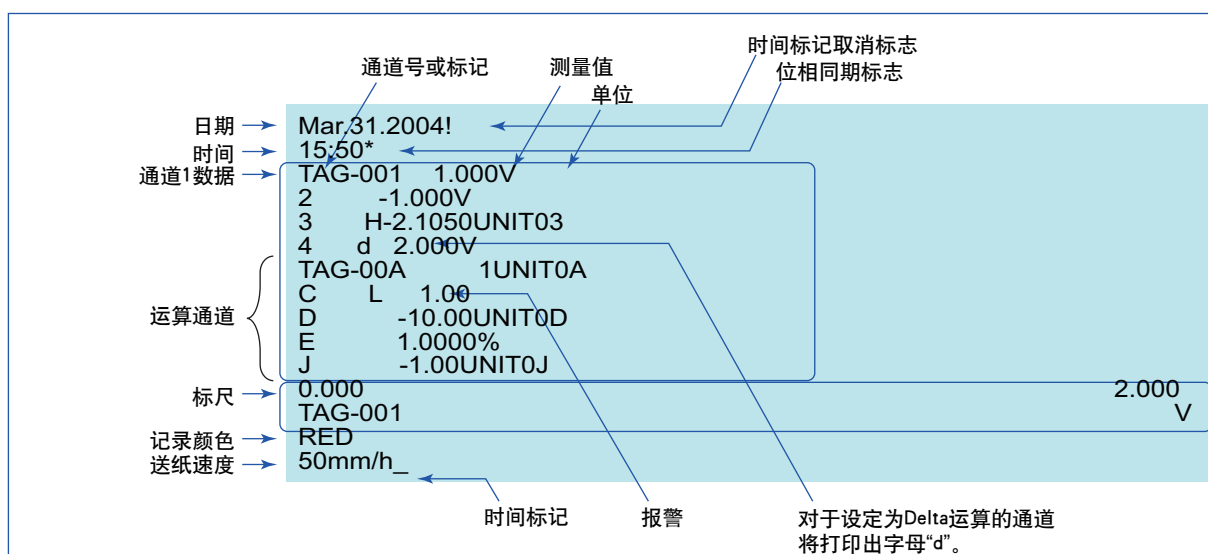 时间标记取消标志
通道号或标记 测量值 位相同期标志
单位
日期 Mar.31.2004!
时间 15:50*
通道1数据 TAG-001 1.000V
2 -1.000V
3 H-2.1050UNIT03
4 d 2.000V
TAG-00A 1UNIT0A
C L 1.00
运算通道 D -10.00UNIT0D
E 1.0000%
J -1.00UNIT0J
标尺 0.000 2.000
TAG-001 V
记录颜色 RED
送纸速度 50mm/h_
时间标记 报警 对于设定为Delta运算的通道
将打印出字母“d”。